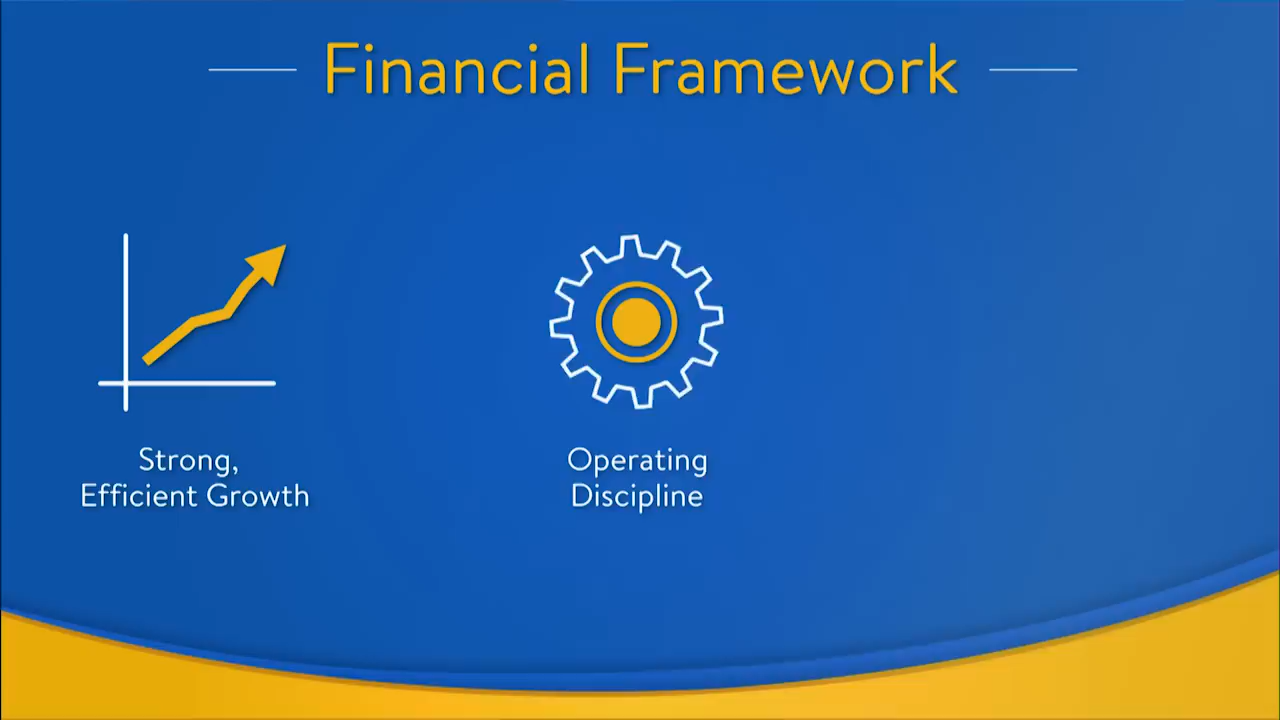 Financial Framework
Strong,
Efficient Growth
Operating
Discipline